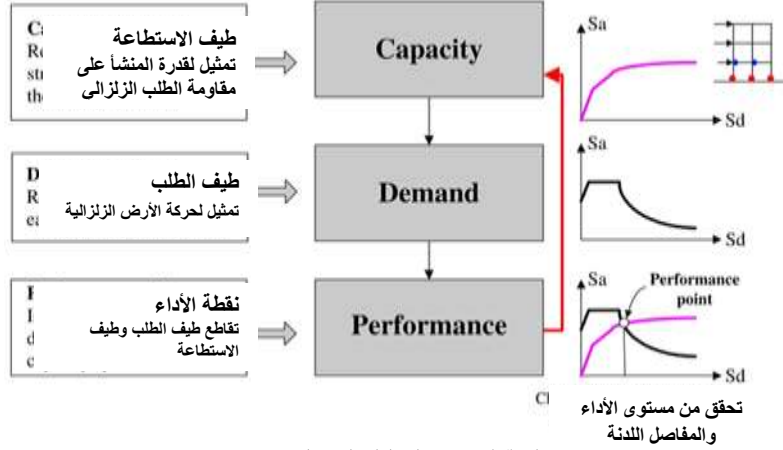 طيف الاستطاعة
تمثيل لقدرة المنشأ على
مقاومة الطلب الزلزالى
Capacity
Sa
Sd
طيف الطلب
تمثيل لحركة الأرض الزلزالية
Demand
Sa
Sd
نقطة الأداء
تقاطع طيف الطلب وطيف
الاستطاعة
Performance
Sa
Performance
point
Sd
تحقق من مستوى الأداء
والمفاصل اللدنة